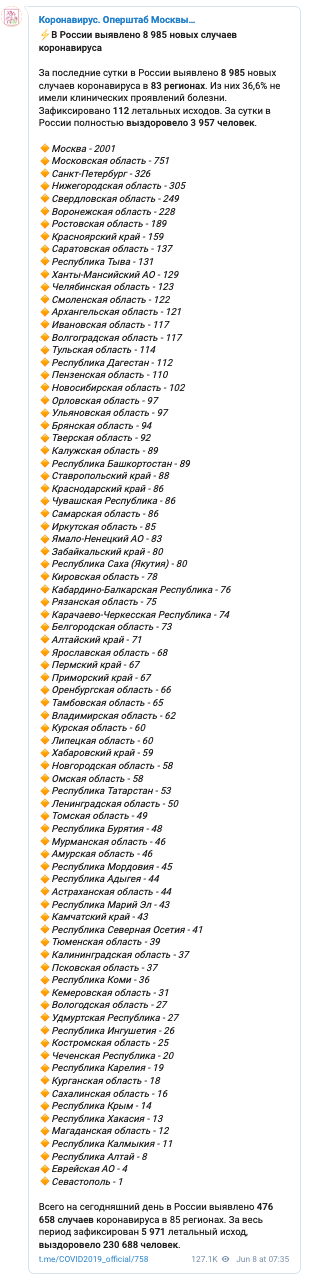 Коронавирус. Оперштаб Москвы…
⚡В России выявлено 8 985 новых случаев
коронавируса
За последние сутки в России выявлено 8 985 новых
случаев коронавируса в 83 регионах. Из них 36,6% не
имели клинических проявлений болезни.
Зафиксировано 112 летальных исходов. За сутки в
России полностью выздоровело 3 957 человек.
🔸Москва - 2001
🔸Московская область - 751
🔸Санкт-Петербург - 326
🔸Нижегородская область - 305
🔸Свердловская область - 249
🔸Воронежская область - 228
🔸Ростовская область - 189
🔸Красноярский край - 159
🔸Саратовская область - 137
🔸Республика Тыва - 131
🔸Ханты-Мансийский АО - 129
🔸Челябинская область - 123
🔸Смоленская область - 122
🔸Архангельская область - 121
🔸Ивановская область - 117
🔸Волгоградская область - 117
🔸Тульская область - 114
🔸Республика Дагестан - 112
🔸Пензенская область - 110
🔸Новосибирская область - 102
🔸Орловская область - 97
🔸Ульяновская область - 97
🔸Брянская область - 94
🔸Тверская область - 92
🔸Калужская область - 89
🔸Республика Башкортостан - 89
🔸Ставропольский край - 88
🔸Краснодарский край - 86
🔸Чувашская Республика - 86
🔸Самарская область - 86
🔸Иркутская область - 85
🔸Ямало-Ненецкий АО - 83
🔸Забайкальский край - 80
🔸Республика Саха (Якутия) - 80
🔸Кировская область - 78
🔸Кабардино-Балкарская Республика - 76
🔸Рязанская область - 75
🔸Карачаево-Черкесская Республика - 74
🔸Белгородская область - 73
🔸Алтайский край - 71
🔸Ярославская область - 68
🔸Пермский край - 67
🔸Приморский край - 67
🔸Оренбургская область - 66
🔸Тамбовская область - 65
🔸Владимирская область - 62
🔸Курская область - 60
🔸Липецкая область - 60
🔸Хабаровский край - 59
🔸Новгородская область - 58
🔸Омская область - 58
🔸Республика Татарстан - 53
🔸Ленинградская область - 50
🔸Томская область - 49
🔸Республика Бурятия - 48
🔸Мурманская область - 46
🔸Амурская область - 46
🔸Республика Мордовия - 45
🔸Республика Адыгея - 44
🔸Астраханская область - 44
🔸Республика Марий Эл - 43
🔸Камчатский край - 43
🔸Республика Северная Осетия - 41
🔸Тюменская область - 39
🔸Калининградская область - 37
🔸Псковская область - 37
🔸Республика Коми - 36
🔸Кемеровская область - 31
🔸Вологодская область - 27
🔸Удмуртская Республика - 27
🔸Республика Ингушетия - 26
🔸Костромская область - 25
🔸Чеченская Республика - 20
🔸Республика Карелия - 19
🔸Курганская область - 18
🔸Сахалинская область - 16
🔸Республика Крым - 14
🔸Республика Хакасия - 13
🔸Магаданская область - 12
🔸Республика Калмыкия - 11
🔸Республика Алтай - 8
🔸Еврейская АО - 4
🔸Севастополь - 1
Всего на сегодняшний день в России выявлено 476
658 случаев коронавируса в 85 регионах. За весь
период зафиксирован 5 971 летальный исход,
выздоровело 230 688 человек.
t.me/COVID2019_official/758 127.1K Jun 8 at 07:35